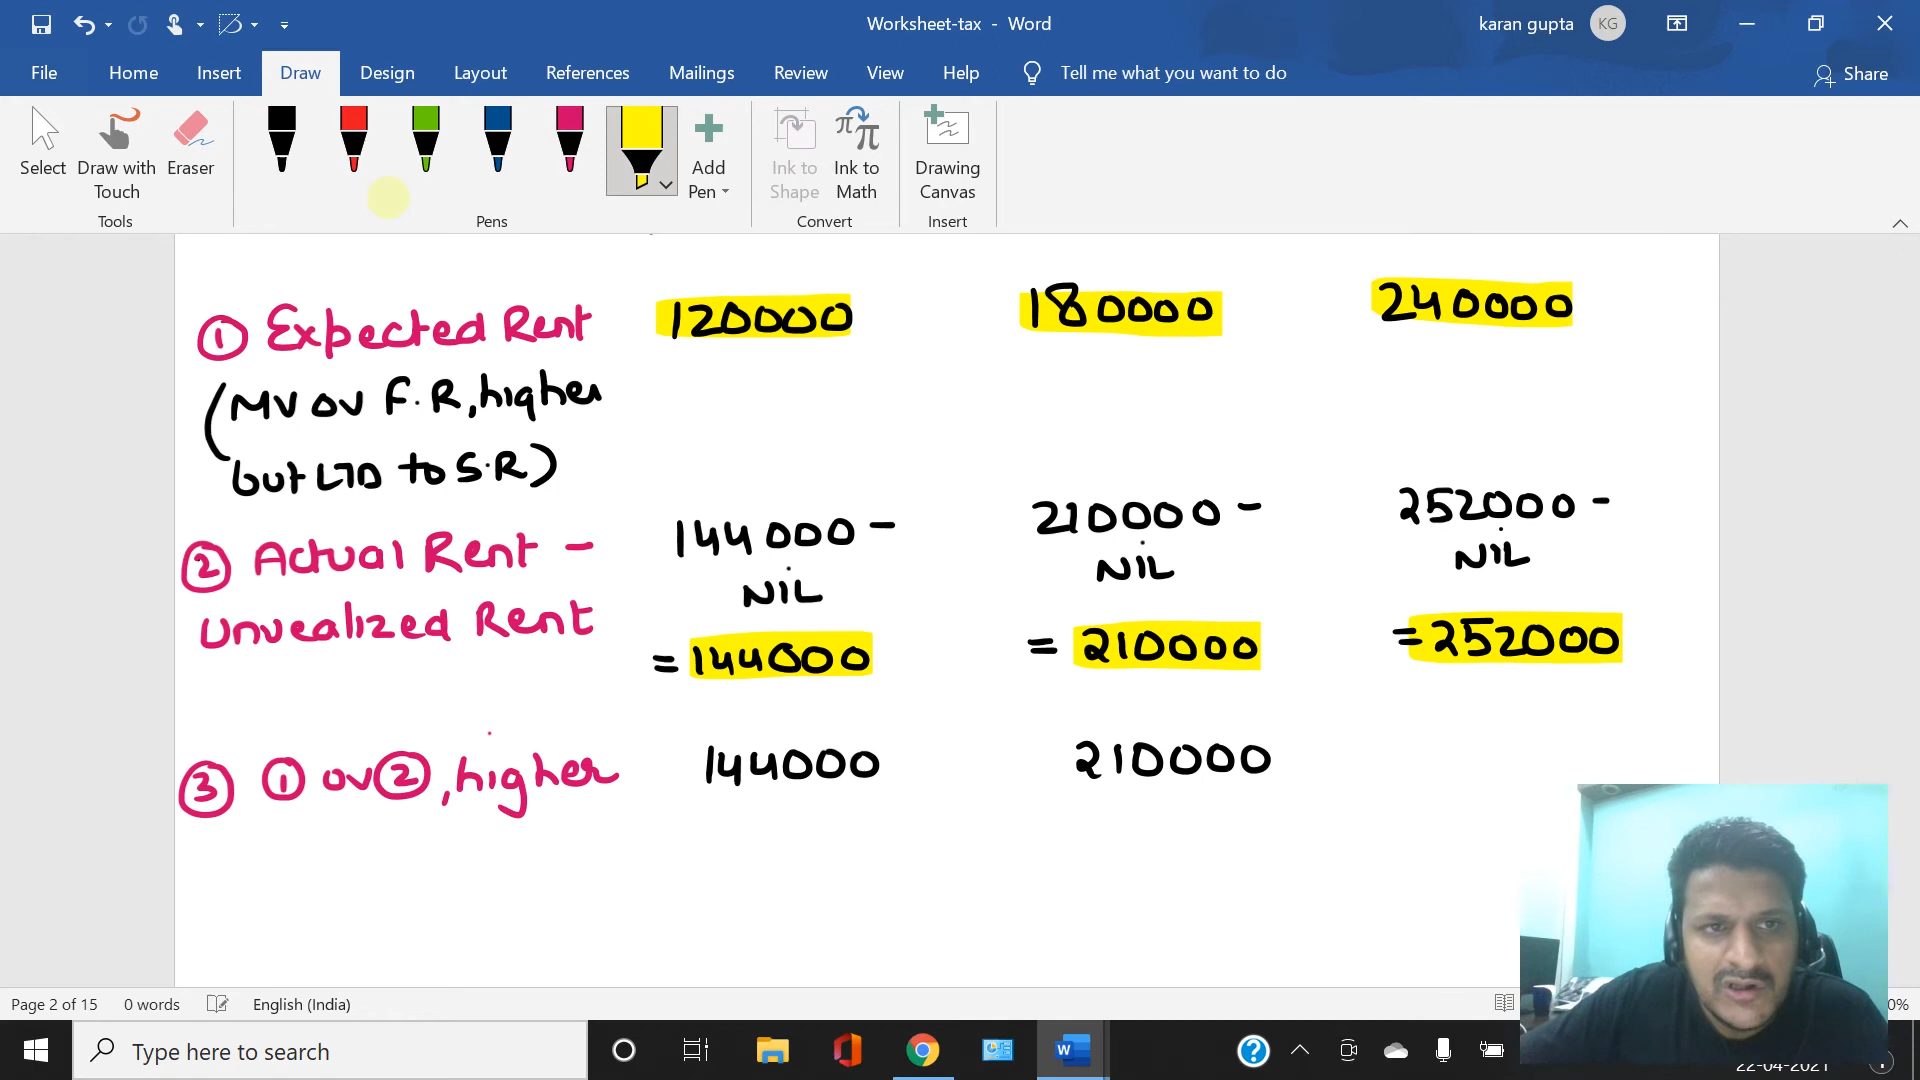 Worksheet-tax - Word
karan gupta
KG
File Home Insert Draw Design Layout References Mailings Review View Help Tell me what you want to do Share
Select Draw with Touch Eraser
Add Pen
Ink to Shape Ink to Math Drawing Canvas
Tools Pens Convert Insert
① Expected Rent 120000 180000 240000
(MV or F.R, higher
but LTD to S.R)
② Actual Rent - 144000 - 210000 - 252000 -
NIL NIL NIL
Unrealized Rent
= 144000 = 210000 = 252000
③ ① or ②, higher 144000 210000
Page 2 of 15 0 words English (India)
0%
Type here to search
W
22-04-2021